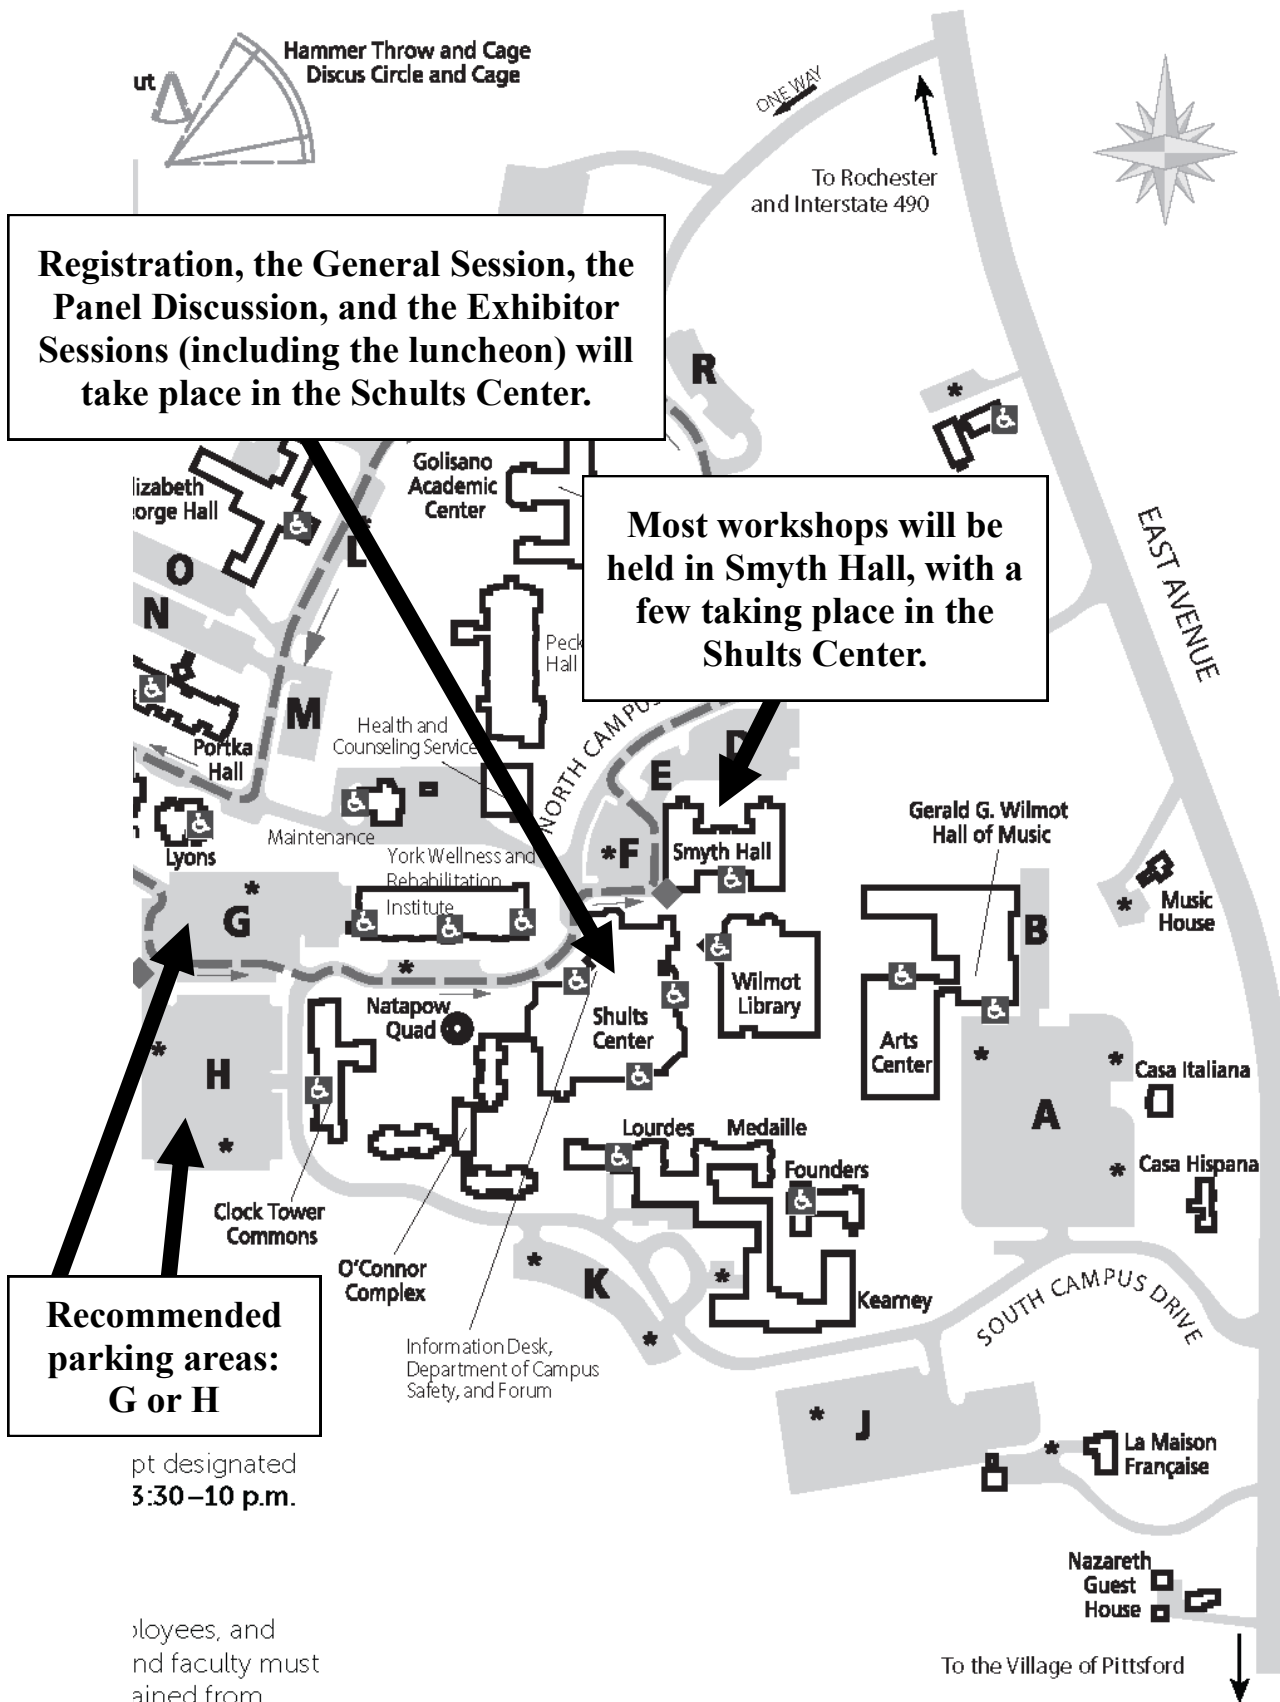 Hammer Throw and Cage
Discus Circle and Cage
ut
ONE WAY
To Rochester
and Interstate 490
Registration, the General Session, the
Panel Discussion, and the Exhibitor
Sessions (including the luncheon) will
take place in the Schults Center.
R
*
Golisano
Academic
Center
lizabeth
orge Hall
*
L
Most workshops will be
held in Smyth Hall, with a
few taking place in the
Shults Center.
EAST AVENUE
O
N
Peck
Hall
M
NORTH CAMPUS
Health and
Counseling Service
Portka
Hall
D
E
Gerald G. Wilmot
Hall of Music
Maintenance
Lyons
York Wellness and
Rehabilitation
Institute
*F
Smyth Hall
*
G
B
*
Music
House
*
Natapow
Quad
Wilmot
Library
Shults
Center
Arts
Center
*
H
*
*
*
Casa Italiana
A
Lourdes
Medaille
Founders
*
Casa Hispana
Clock Tower
Commons
O'Connor
Complex
*
K
*
*
Kearney
SOUTH CAMPUS DRIVE
Recommended
parking areas:
G or H
Information Desk,
Department of Campus
Safety, and Forum
*
J
*
La Maison
Française
pt designated
3:30–10 p.m.
Nazareth
Guest
House
ployees, and
nd faculty must
ained from
To the Village of Pittsford